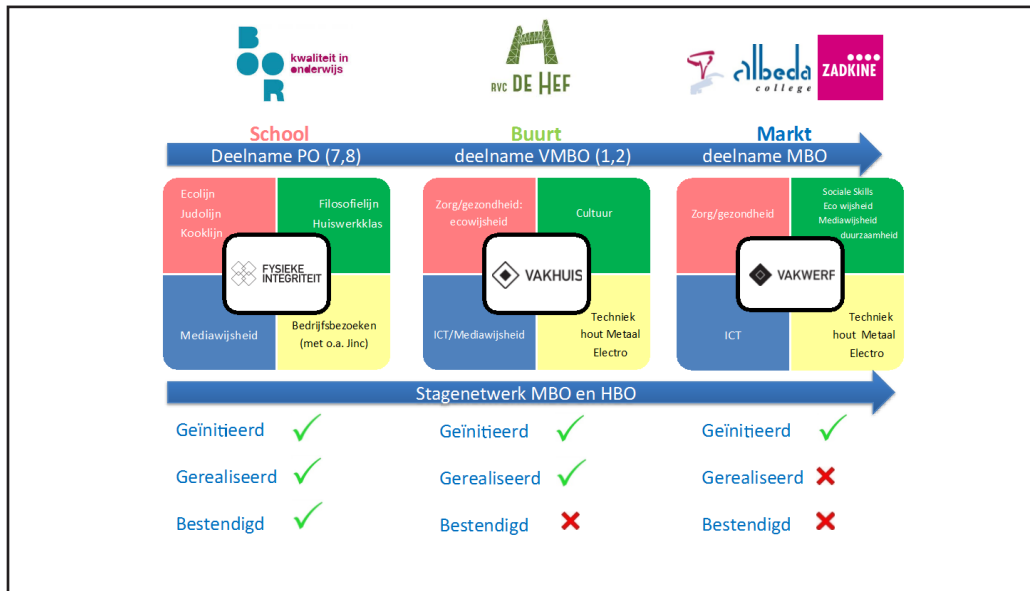 B
OO
R
kwaliteit in
onderwijs
RVC DE HEF
albeda
college
ZADKINE
School
Buurt
Markt
Deelname PO (7,8)
deelname VMBO (1,2)
deelname MBO
Ecolijn
Judolijn
Kooklijn
Filosofielijn
Huiswerkklas
FYSIEKE
INTEGRITEIT
Mediawijsheid
Bedrijfsbezoeken
(met o.a. Jinc)
Zorg/gezondheid:
ecowijsheid
Cultuur
VAKHUIS
ICT/Mediawijsheid
Techniek
hout Metaal
Electro
Zorg/gezondheid
Sociale Skills
Eco wijsheid
Mediawijsheid
duurzaamheid
VAKWERF
ICT
Techniek
hout Metaal
Electro
Stagenetwerk MBO en HBO
Geïnitieerd
Geïnitieerd
Geïnitieerd
Gerealiseerd
Gerealiseerd
Gerealiseerd
Bestendigd
Bestendigd
Bestendigd